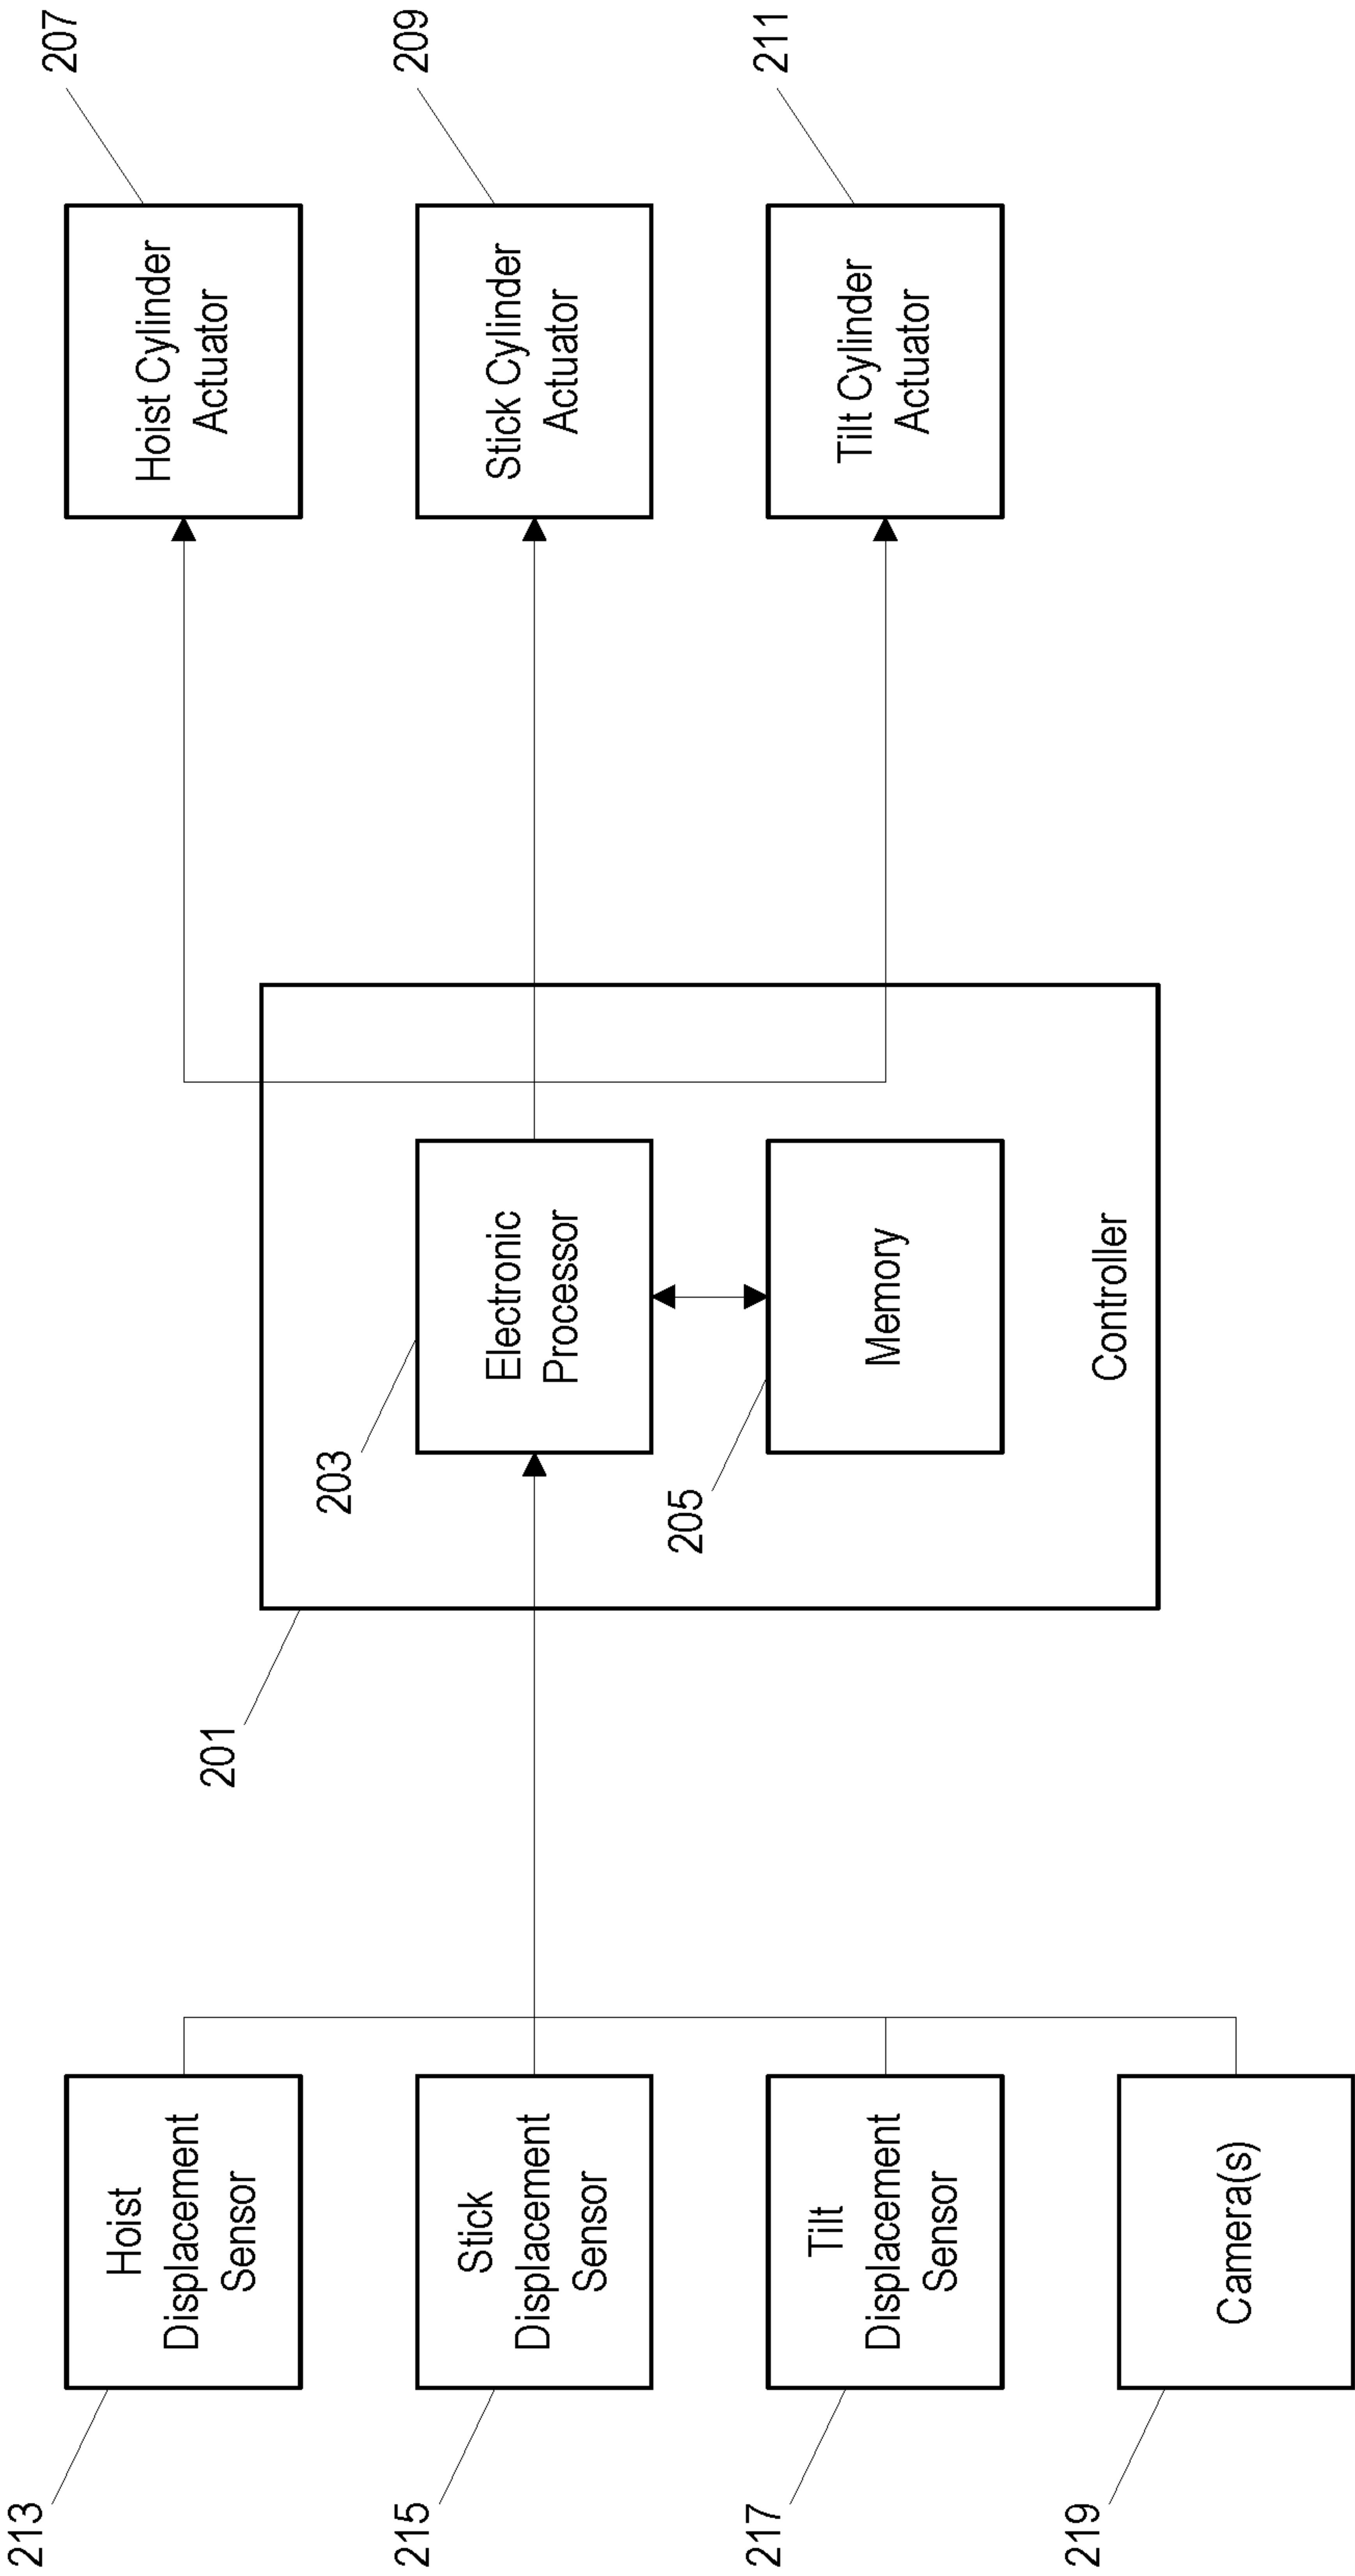 213
Hoist
Displacement
Sensor
215
Stick
Displacement
Sensor
217
Tilt
Displacement
Sensor
219
Camera(s)
201
203
Electronic
Processor
205
Memory
Controller
207
Hoist Cylinder
Actuator
209
Stick Cylinder
Actuator
211
Tilt Cylinder
Actuator